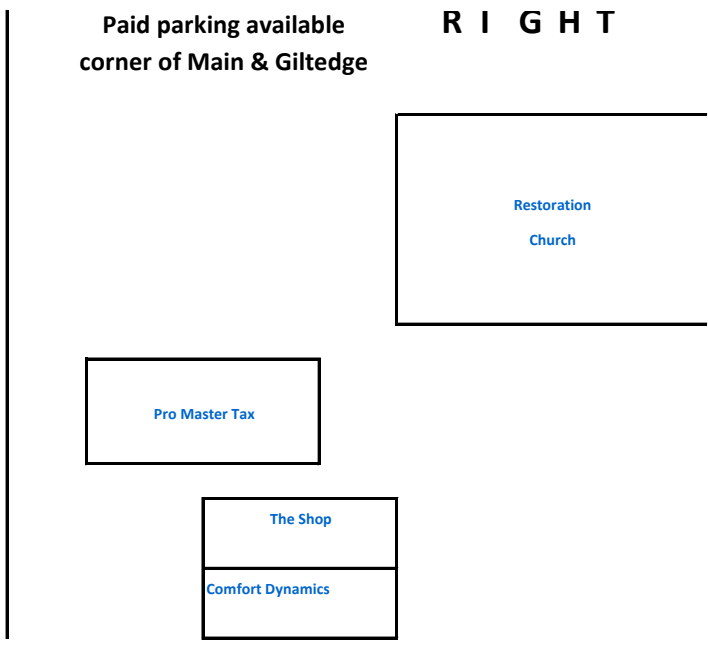 Paid parking available
corner of Main & Giltedge
R I G H T
Restoration
Church
Pro Master Tax
The Shop
Comfort Dynamics